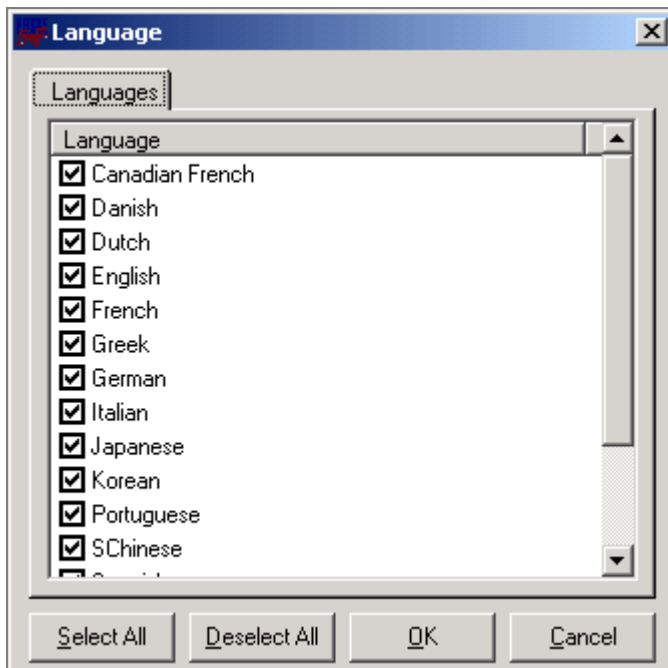 Language
Languages
Language
Canadian French
Danish
Dutch
English
French
Greek
German
Italian
Japanese
Korean
Portuguese
SChinese
Select All
Deselect All
OK
Cancel